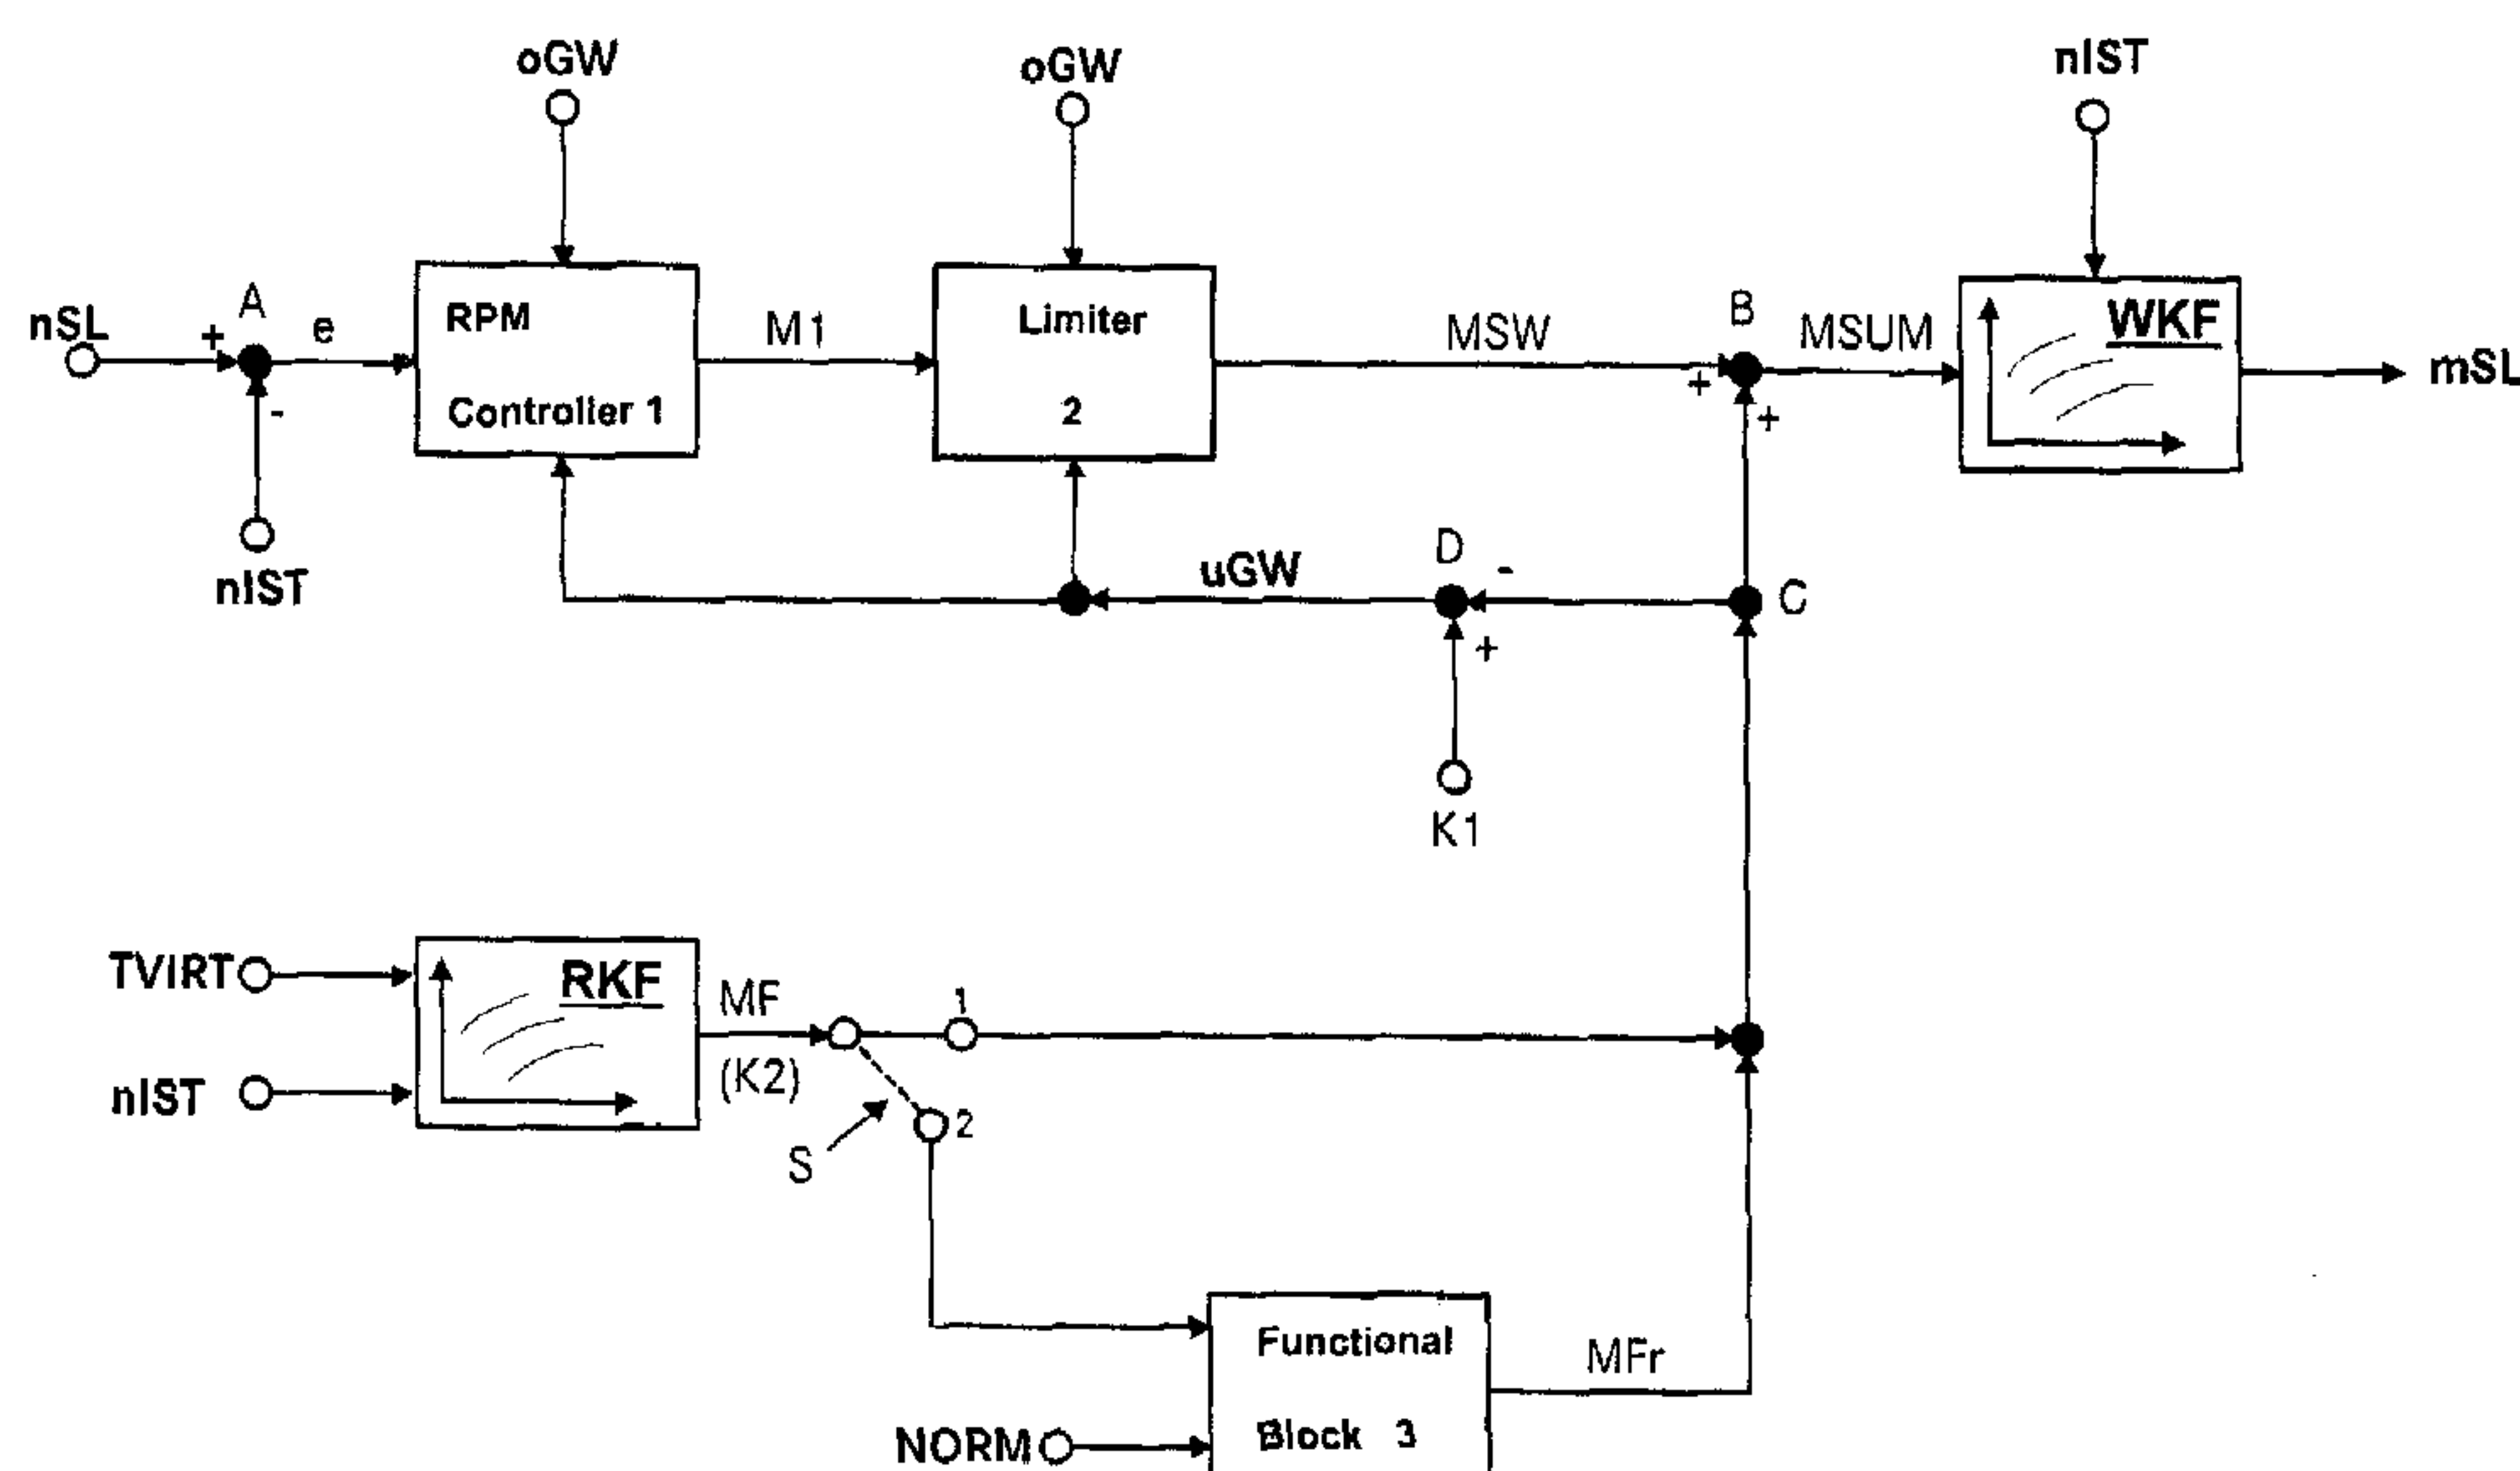 oGW
oGW
nIST
nSL
+
A
e
-
nIST
RPM
Controller 1
M1
Limiter
2
MSW
B
+
+
MSUM
WKF
mSL
uGW
D
-
+
C
K1
TVIRT
nIST
RKF
MF
(K2)
1
2
S
Functional
Block 3
MFr
NORM